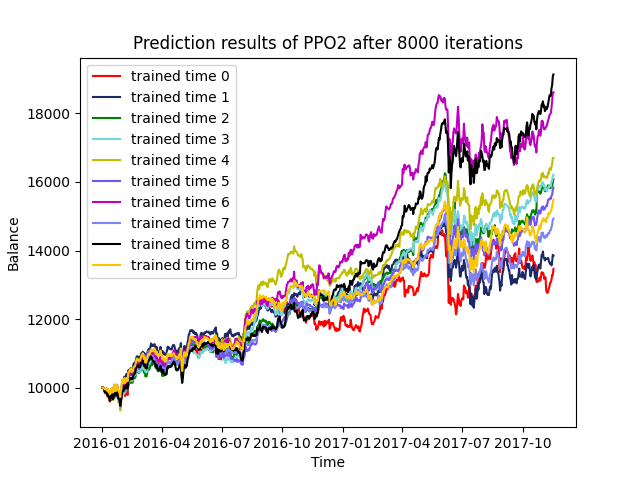 Prediction results of PPO2 after 8000 iterations
trained time 0
trained time 1
trained time 2
trained time 3
trained time 4
trained time 5
trained time 6
trained time 7
trained time 8
trained time 9
18000
16000
14000
12000
10000
Balance
2016-01 2016-04 2016-07 2016-10 2017-01 2017-04 2017-07 2017-10
Time